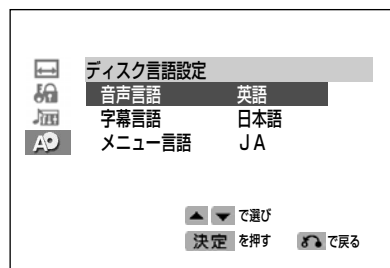 ディスク言語設定
音声言語 英語
字幕言語 日本語
メニュー言語 JA
▲ ▼ で選び
決定 を押す で戻る